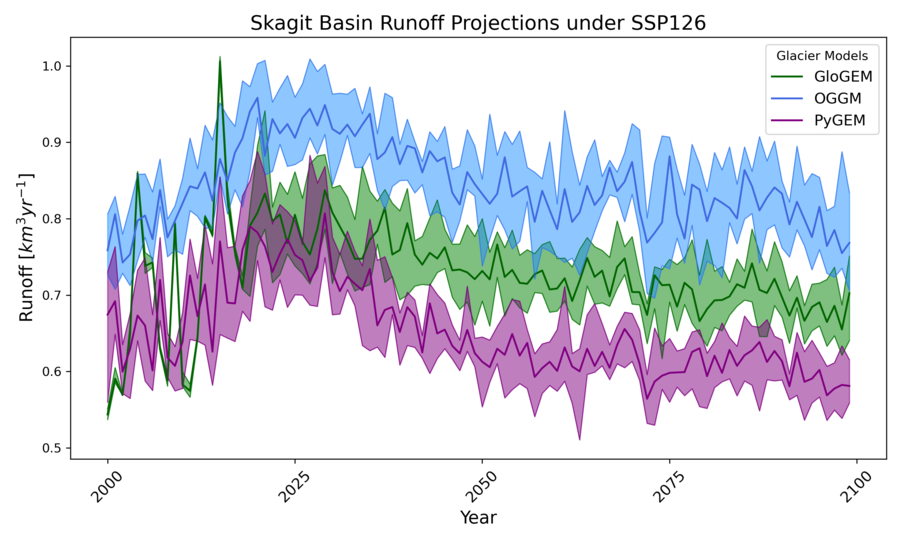 Skagit Basin Runoff Projections under SSP126
Runoff [km³yr⁻¹]
1.0
0.9
0.8
0.7
0.6
0.5
Glacier Models
GloGEM
OGGM
PyGEM
2000
2025
2050
2075
2100
Year